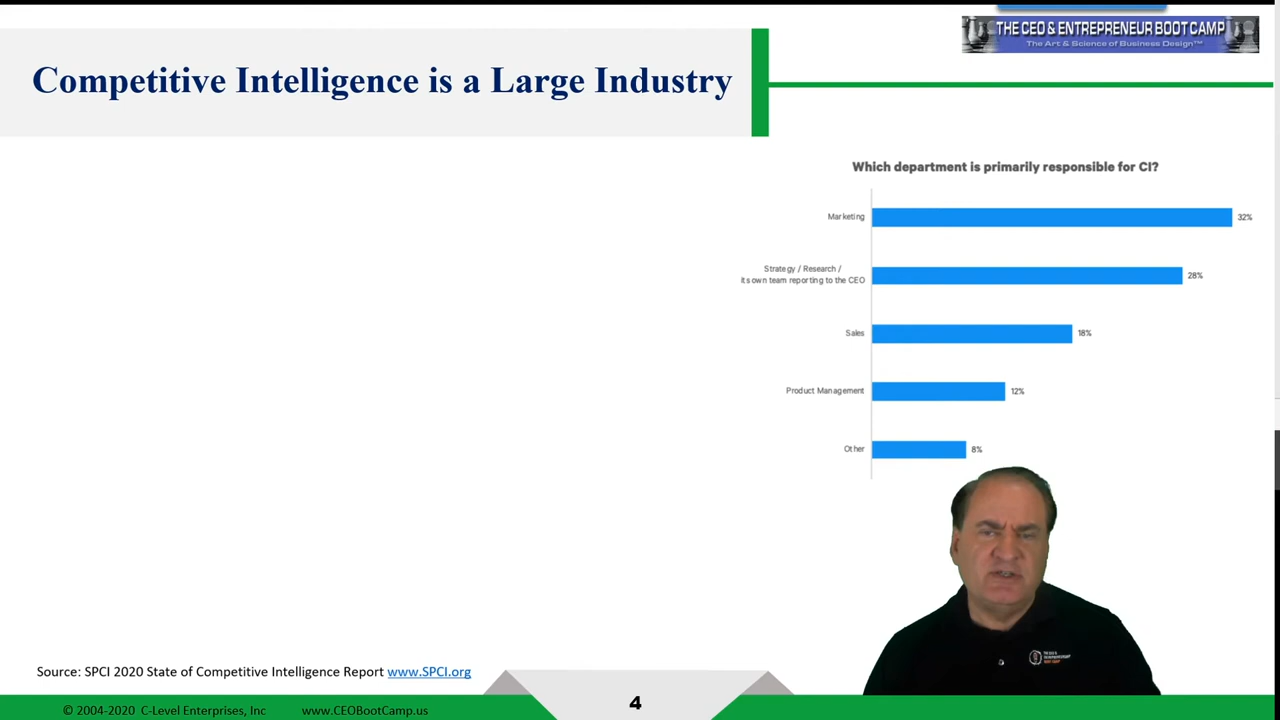 THE CEO & ENTREPRENEUR BOOT CAMP
The Art & Science of Business Design™
Competitive Intelligence is a Large Industry
Which department is primarily responsible for CI?
Marketing
32%
Strategy / Research /
Its own team reporting to the CEO
28%
Sales
18%
Product Management
12%
Other
8%
Source: SPCI 2020 State of Competitive Intelligence Report www.SPCI.org
© 2004-2020 C-Level Enterprises, Inc
www.CEOBootCamp.us
4